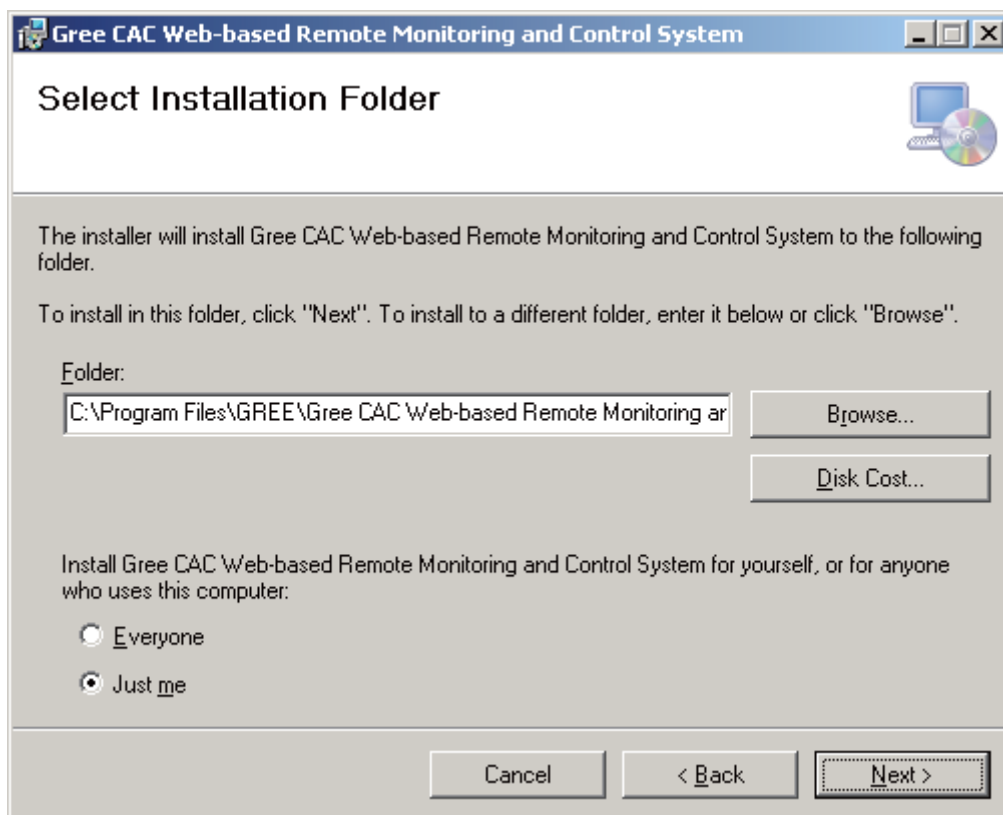 Gree CAC Web-based Remote Monitoring and Control System
Select Installation Folder
The installer will install Gree CAC Web-based Remote Monitoring and Control System to the following
folder.
To install in this folder, click "Next". To install to a different folder, enter it below or click "Browse".
Folder:
C:\Program Files\GREE\Gree CAC Web-based Remote Monitoring ar
Browse...
Disk Cost...
Install Gree CAC Web-based Remote Monitoring and Control System for yourself, or for anyone
who uses this computer:
Everyone
Just me
Cancel
< Back
Next >